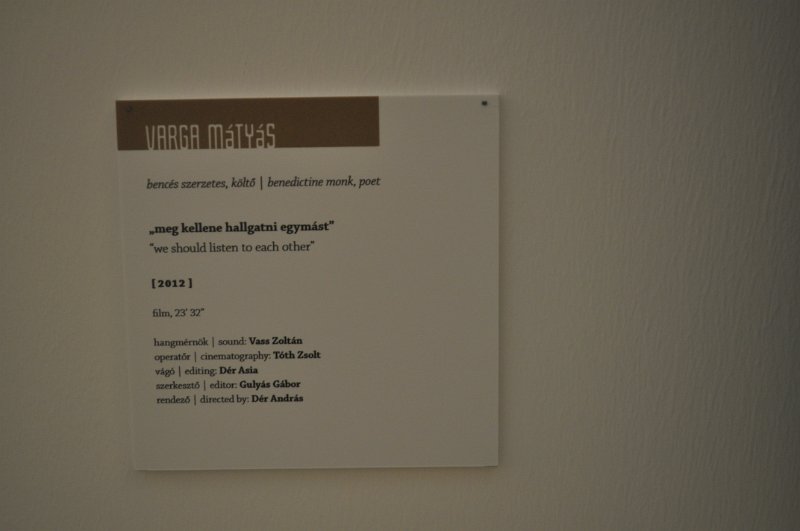 VARGA MáTYáS
bencés szerzetes, költő | benedictine monk, poet
„meg kellene hallgatni egymást”
“we should listen to each other”
[ 2012 ]
film, 23’ 32”
hangmérnök | sound: Vass Zoltán
operatőr | cinematography: Tóth Zsolt
vágó | editing: Dér Asia
szerkesztő | editor: Gulyás Gábor
rendező | directed by: Dér András